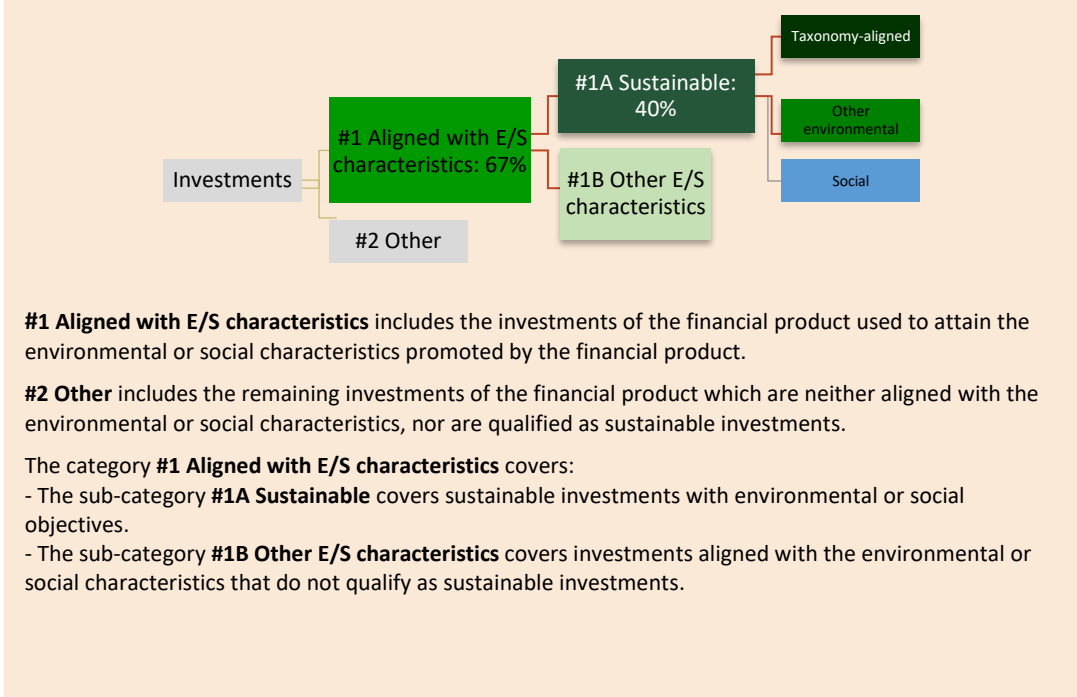 Taxonomy-aligned
#1A Sustainable:
40%
Other
environmental
#1 Aligned with E/S
characteristics: 67%
Investments
#1B Other E/S
characteristics
Social
#2 Other
#1 Aligned with E/S characteristics includes the investments of the financial product used to attain the
environmental or social characteristics promoted by the financial product.
#2 Other includes the remaining investments of the financial product which are neither aligned with the
environmental or social characteristics, nor are qualified as sustainable investments.
The category #1 Aligned with E/S characteristics covers:
- The sub-category #1A Sustainable covers sustainable investments with environmental or social
objectives.
- The sub-category #1B Other E/S characteristics covers investments aligned with the environmental or
social characteristics that do not qualify as sustainable investments.